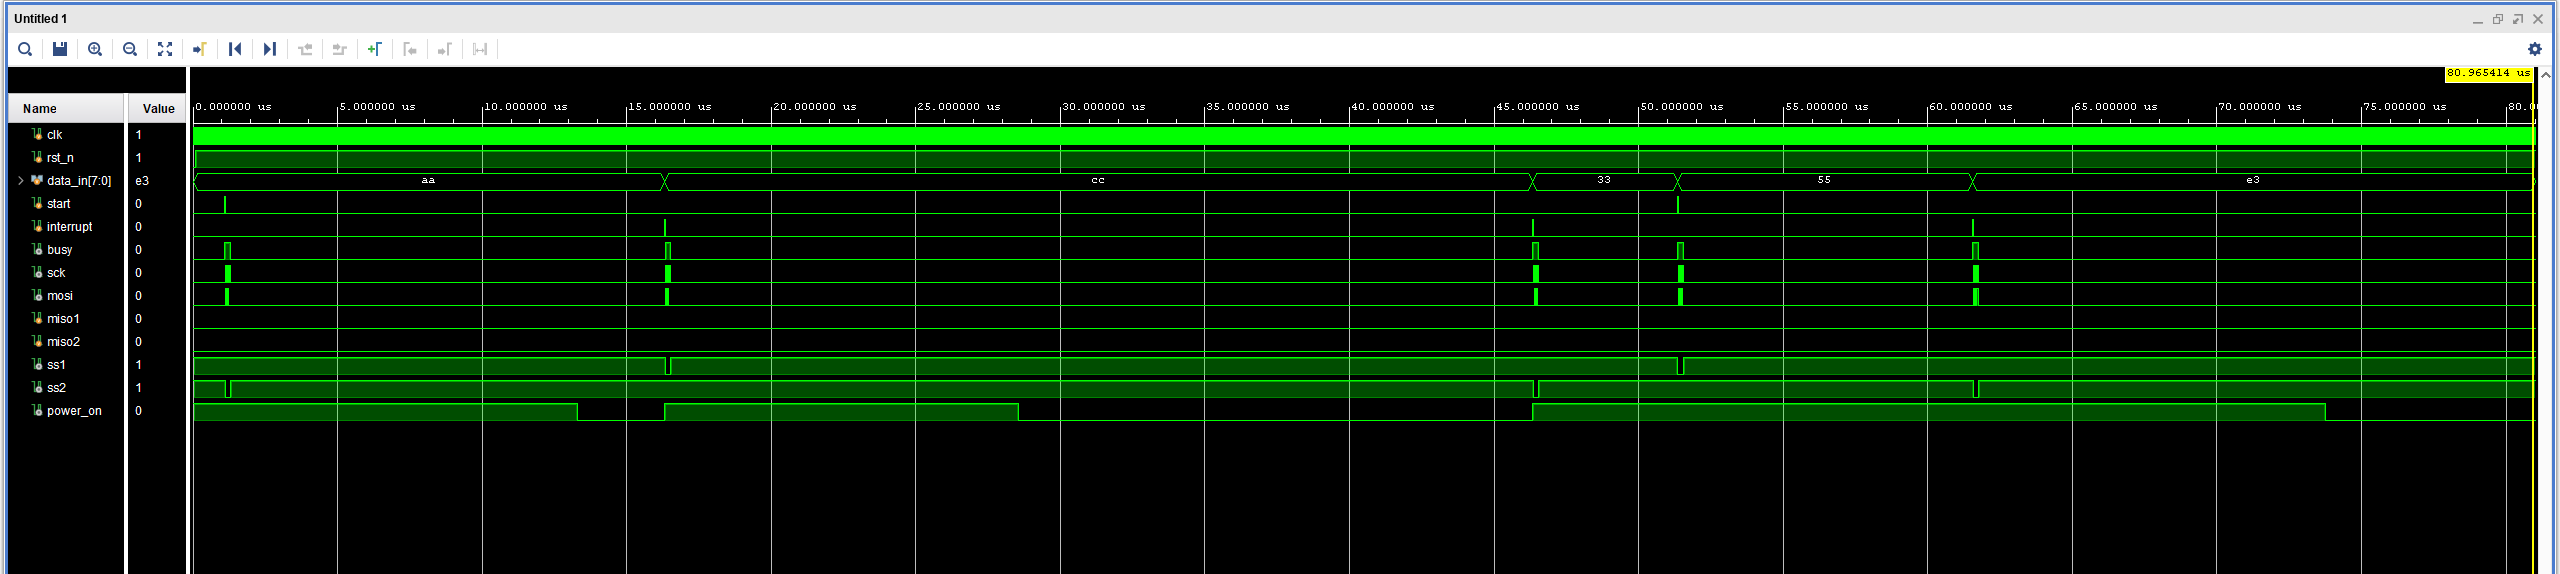 Untitled 1
80.965414 us
Name Value
0.000000 us 5.000000 us 10.000000 us 15.000000 us 20.000000 us 25.000000 us 30.000000 us 35.000000 us 40.000000 us 45.000000 us 50.000000 us 55.000000 us 60.000000 us 65.000000 us 70.000000 us 75.000000 us 80.0
clk 1
rst_n 1
data_in[7:0] e3 aa cc 33 55 e3
start 0
interrupt 0
busy 0
sck 0
mosi 0
miso1 0
miso2 0
ss1 1
ss2 1
power_on 0